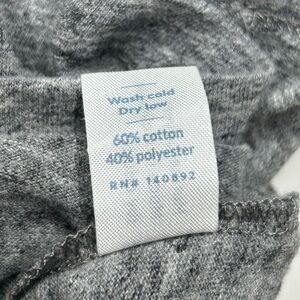 Wash cold
Dry low
60% cotton
40% polyester
RN# 140892